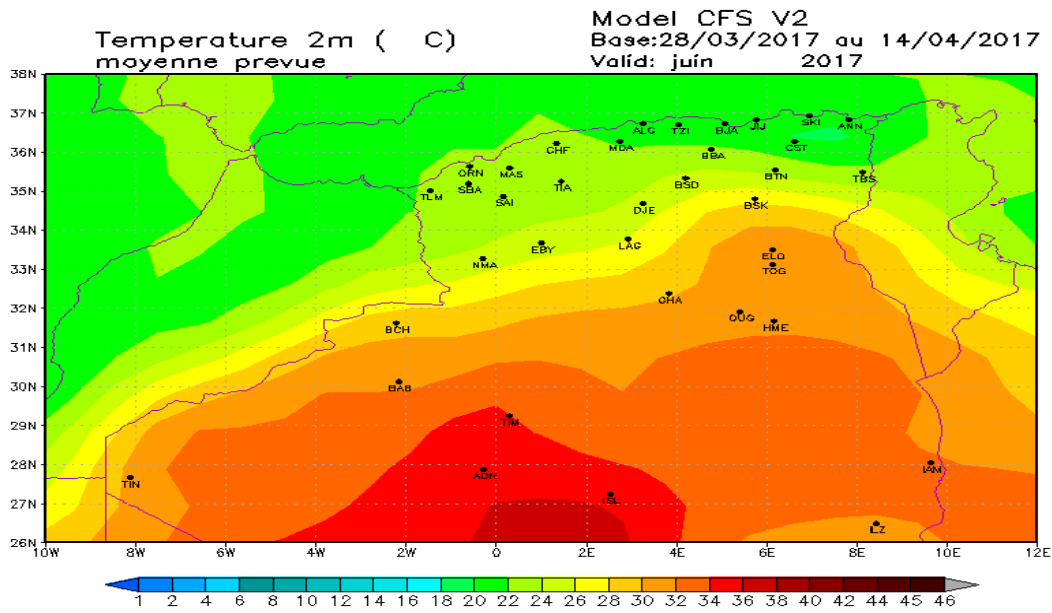 Model CFS V2
Temperature 2m (  C)
Base:28/03/2017 au 14/04/2017
moyenne prevue
Valid: juin 2017
38N
37N
SKI
ALG TZI BJA JIJ ANN
CHF MDA CST
36N
BBA
ORN MAS BTN TBS
SBA TIA BSD
35N
TLM SAI BSK
DJE
34N
EBY LAG ELO
33N
NMA TOG
GHA
32N
BCH OUG HME
31N
30N
BAB
29N
TIM
28N
TIN ADR IAM
27N
ISL
ILZ
26N
10W 8W 6W 4W 2W 0 2E 4E 6E 8E 10E 12E
1 2 4 6 8 10 12 14 16 18 20 22 24 26 28 30 32 34 36 38 40 42 44 46